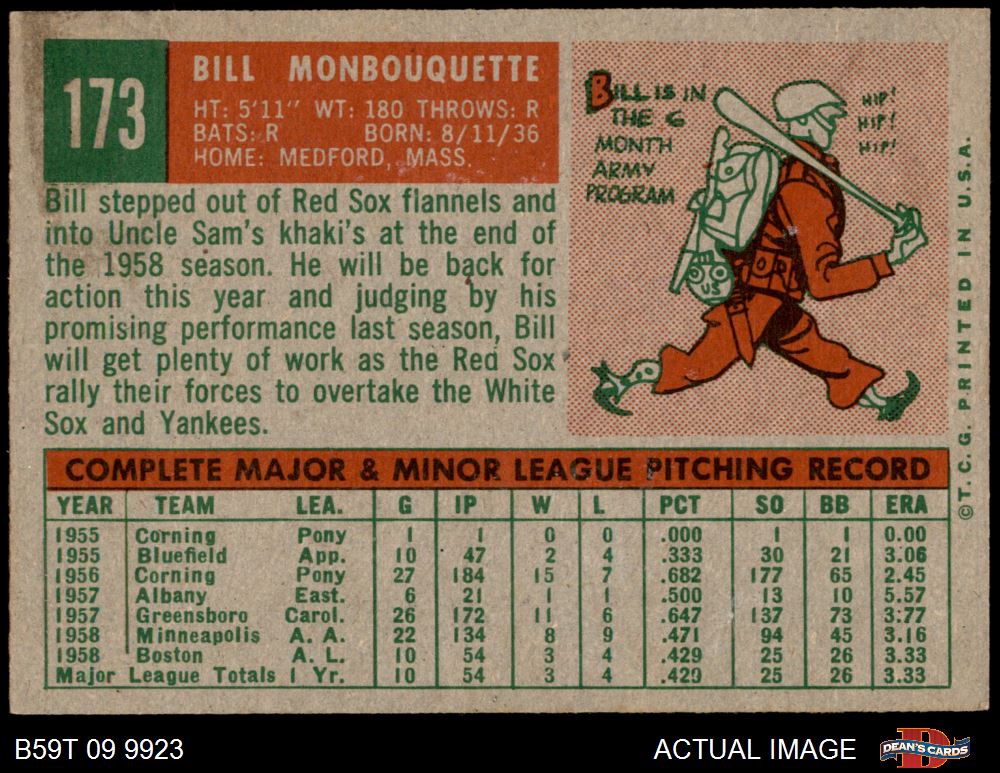 173
BILL MONBOUQUETTE
HT: 5'11" WT: 180 THROWS: R
BATS: R BORN: 8/11/36
HOME: MEDFORD, MASS.
BILL IS IN
THE 6
MONTH
ARMY
PROGRAM
HIP!
HIP!
HIP!
US
Bill stepped out of Red Sox flannels and
into Uncle Sam's khaki's at the end of
the 1958 season. He will be back for
action this year and judging by his
promising performance last season, Bill
will get plenty of work as the Red Sox
rally their forces to overtake the White
Sox and Yankees.
COMPLETE MAJOR & MINOR LEAGUE PITCHING RECORD
YEAR TEAM LEA. G IP W L PCT SO BB ERA
1955 Corning Pony 1 1 0 0 .000 1 1 0.00
1955 Bluefield App. 10 47 2 4 .333 30 21 3.06
1956 Corning Pony 27 184 15 7 .682 177 65 2.45
1957 Albany East. 6 21 1 1 .500 13 10 5.57
1957 Greensboro Carol. 26 172 11 6 .647 137 73 3.77
1958 Minneapolis A. A. 22 134 8 9 .471 94 45 3.16
1958 Boston A. L. 10 54 3 4 .429 25 26 3.33
Major League Totals 1 Yr. 10 54 3 4 .429 25 26 3.33
©T. C. G. PRINTED IN U.S.A.
B59T 09 9923
ACTUAL IMAGE
DEAN'S CARDS